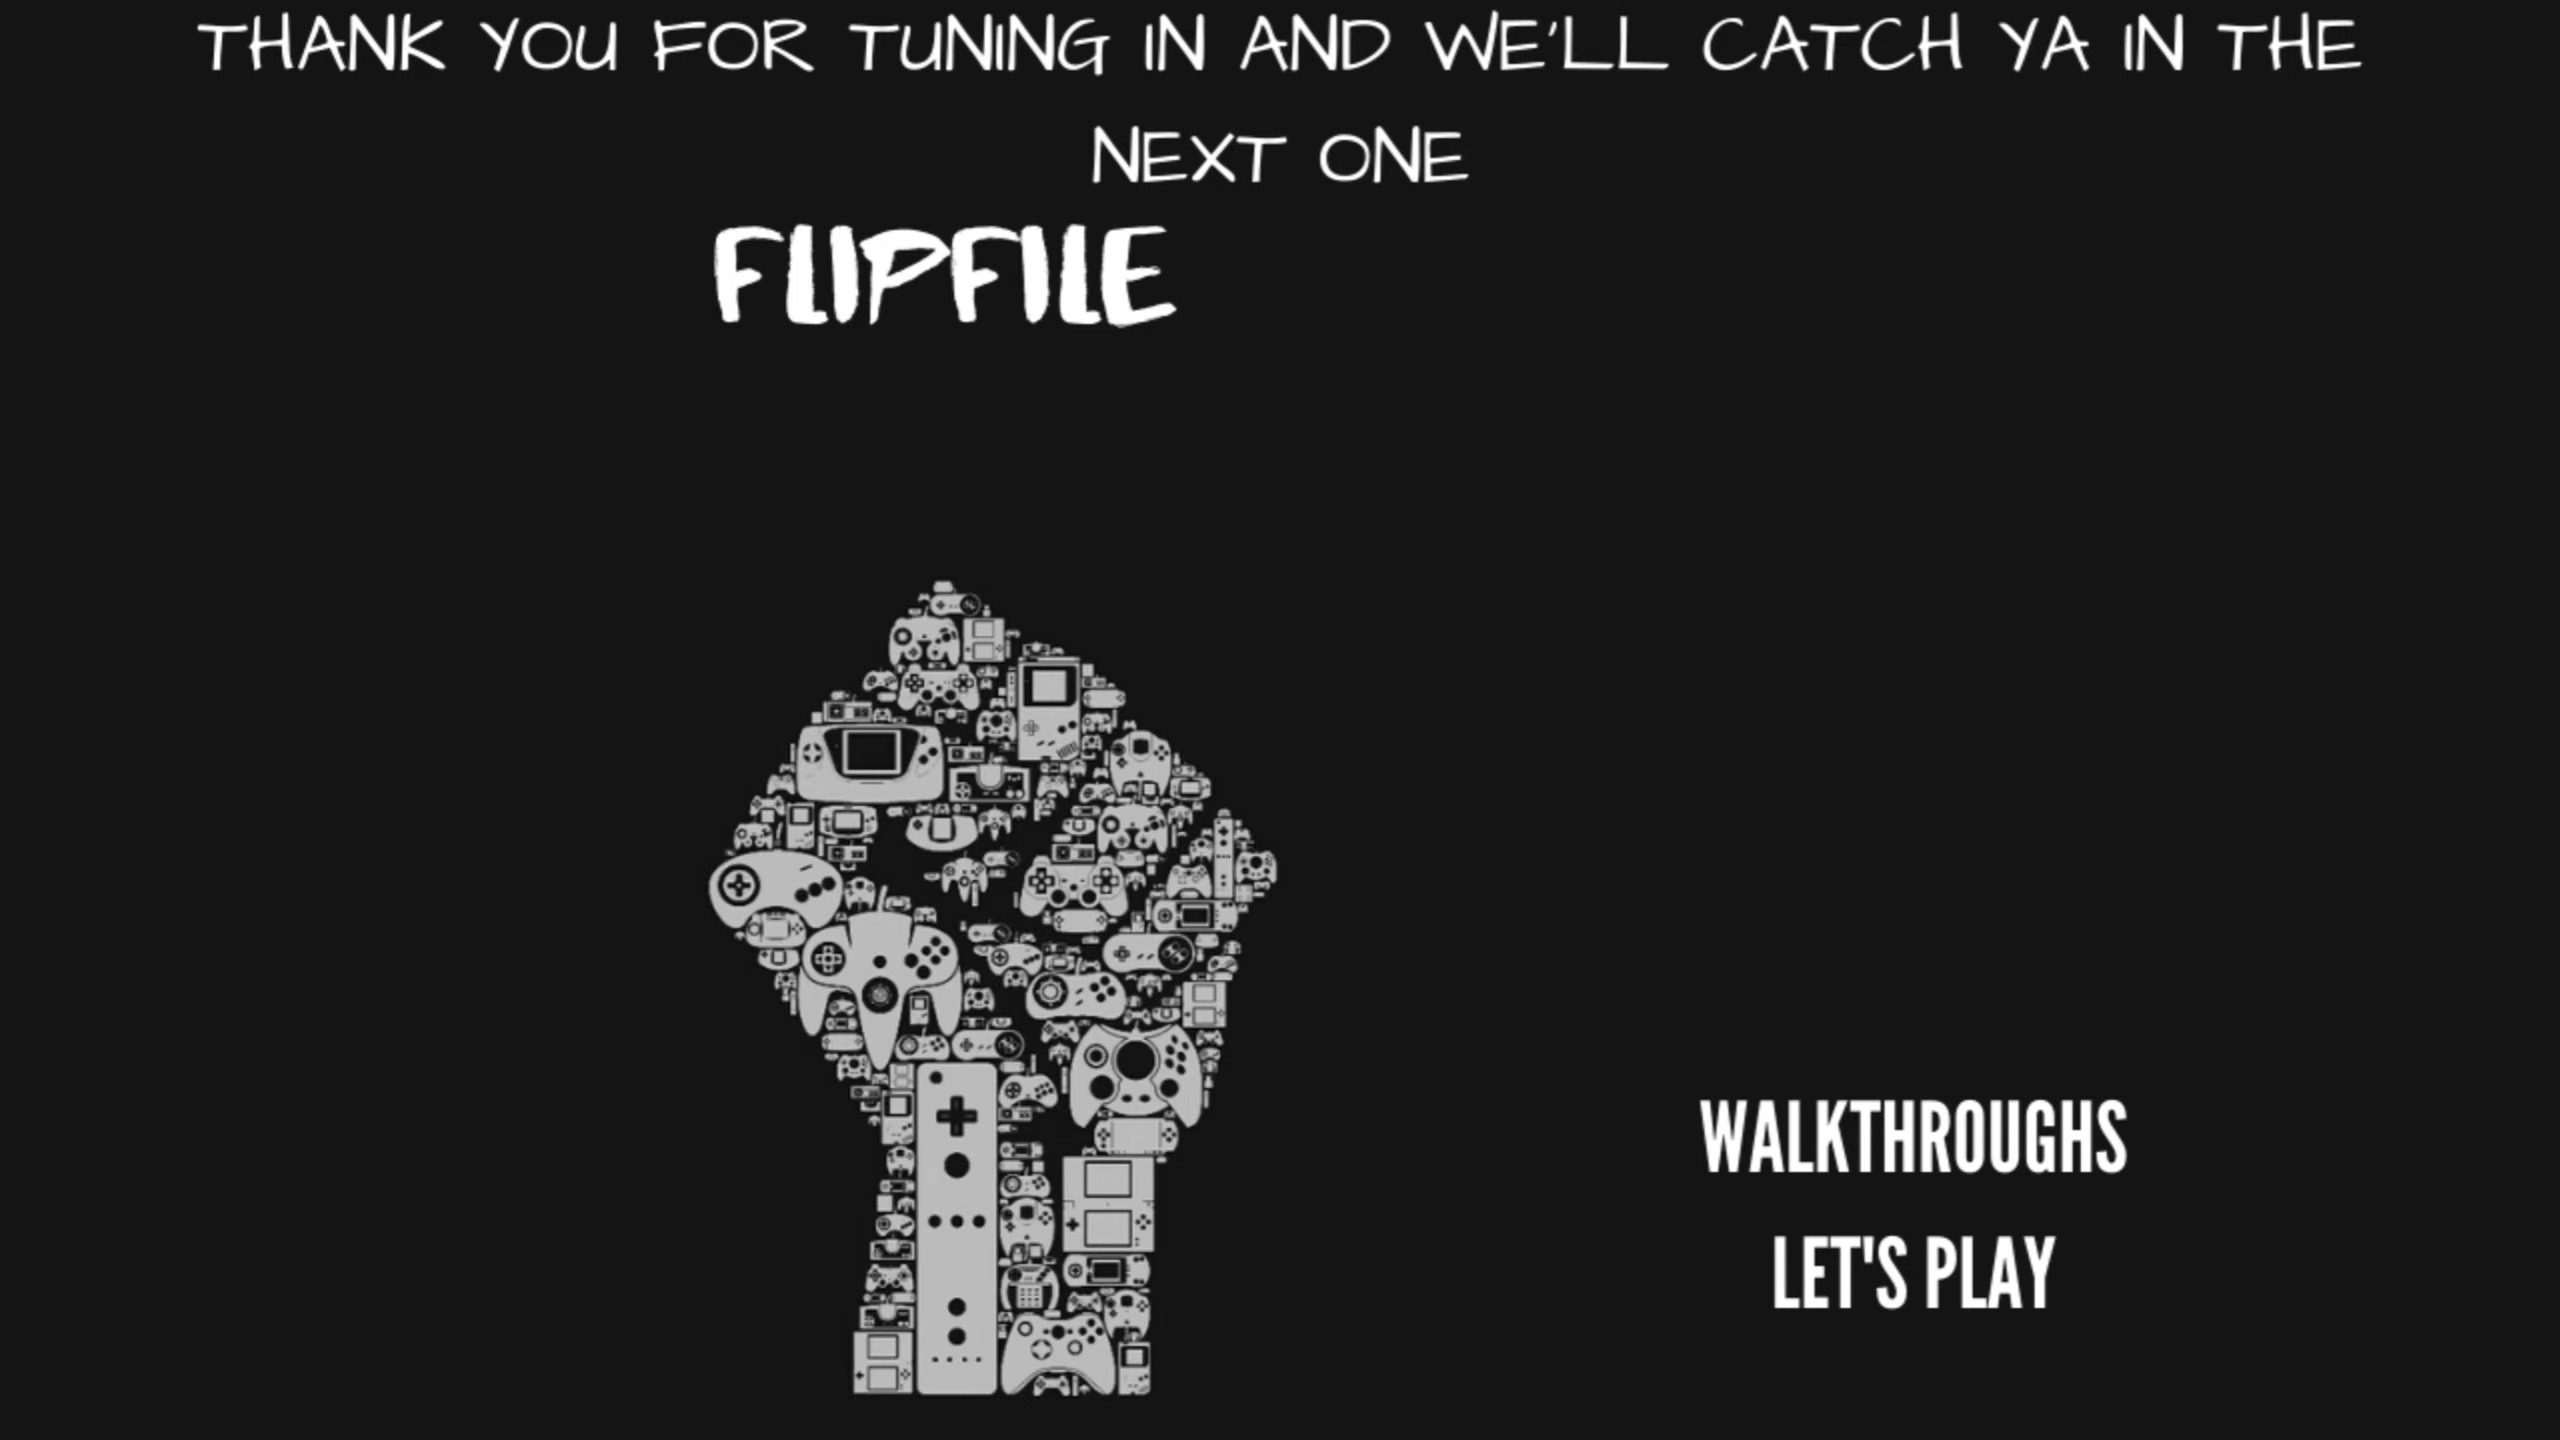 THANK YOU FOR TUNING IN AND WE'LL CATCH YA IN THE
NEXT ONE
FLIPFILE
WALKTHROUGHS
LET'S PLAY